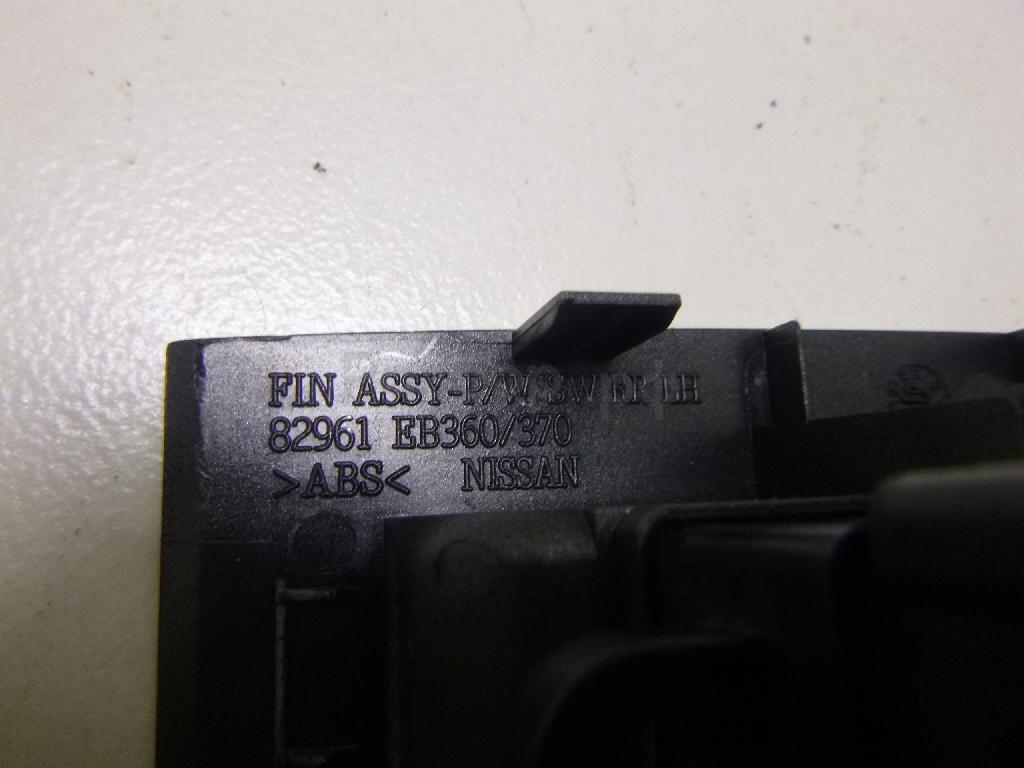 FIN ASSY-P/W SW FR LH
82961 EB360/370
>ABS< NISSAN